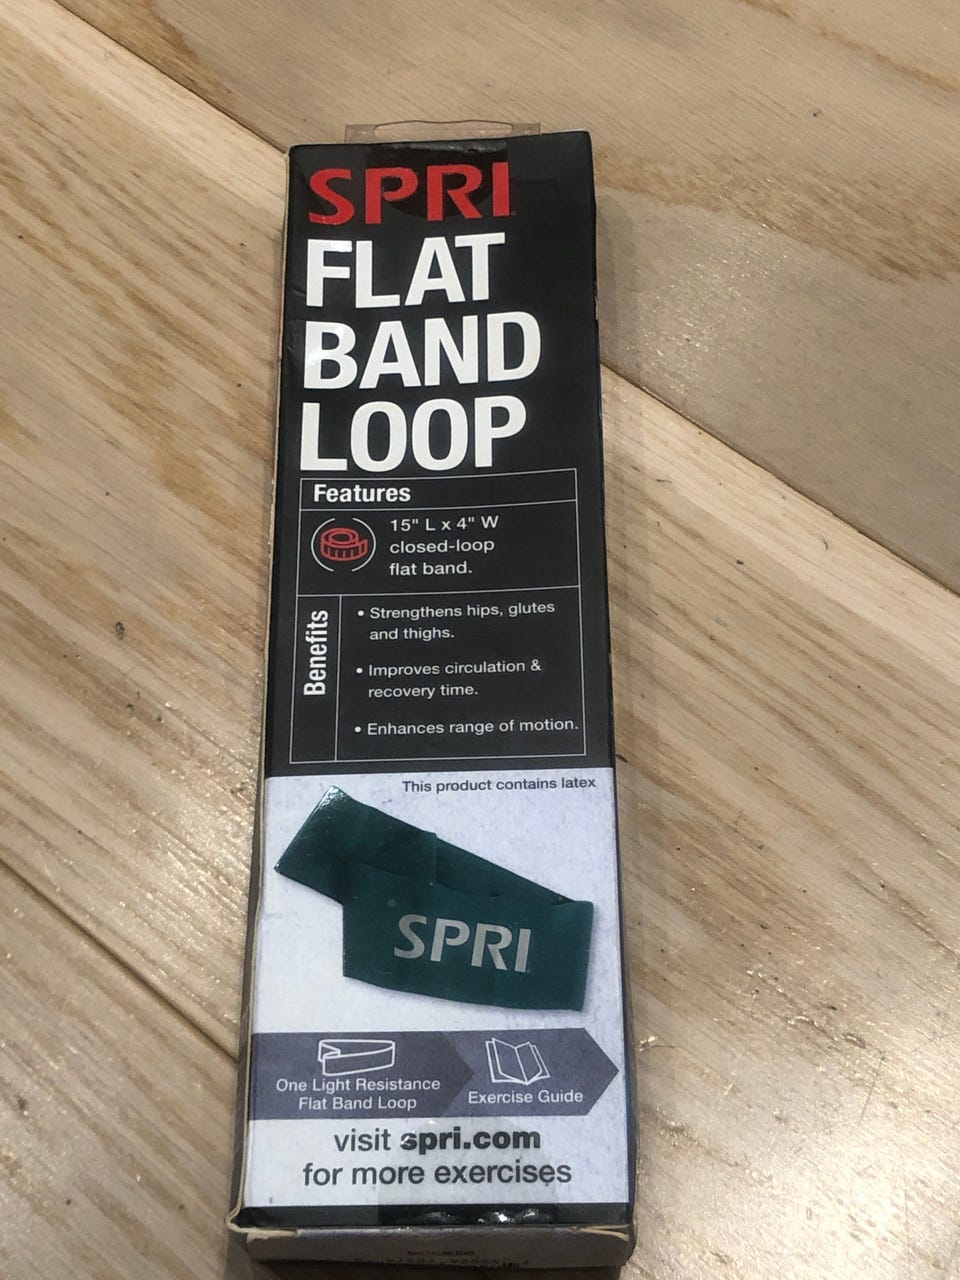 SPRI
FLAT
BAND
LOOP
Features
15" L x 4" W
closed-loop
flat band.
Benefits
• Strengthens hips, glutes
and thighs.
• Improves circulation &
recovery time.
• Enhances range of motion.
This product contains latex
SPRI
One Light Resistance
Flat Band Loop
Exercise Guide
visit spri.com
for more exercises